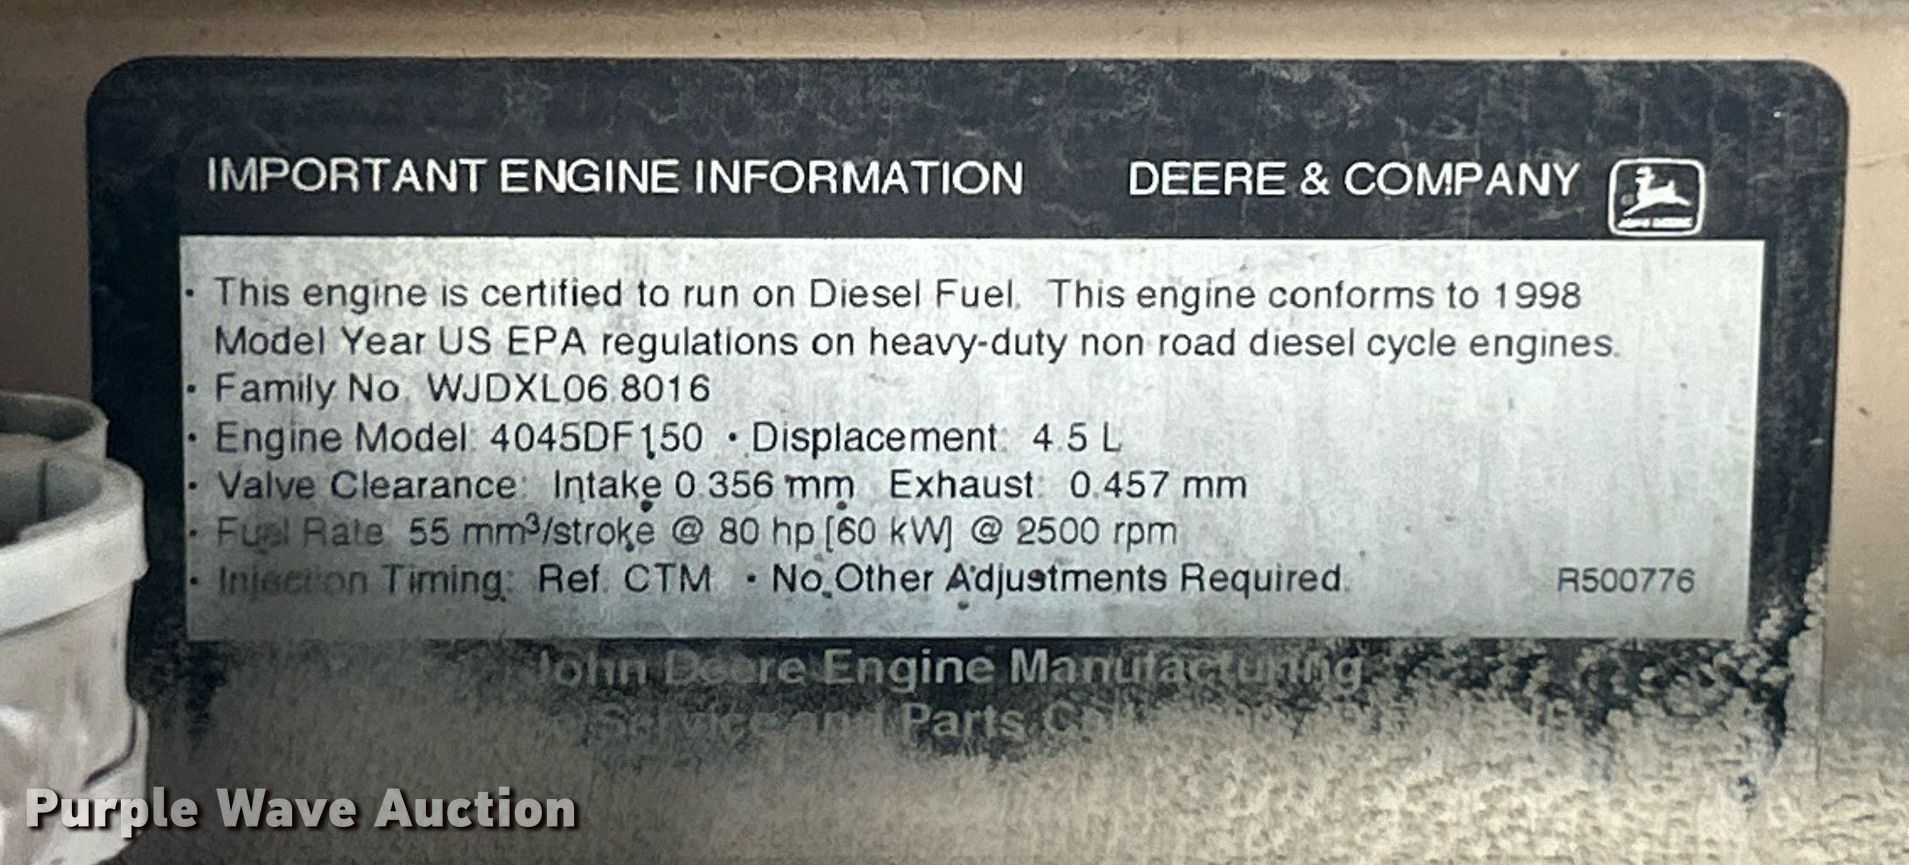 IMPORTANT ENGINE INFORMATION DEERE & COMPANY
JOHN DEERE
· This engine is certified to run on Diesel Fuel. This engine conforms to 1998
Model Year US EPA regulations on heavy-duty non road diesel cycle engines.
· Family No. WJDXL06.8016
· Engine Model: 4045DF150 · Displacement: 4.5 L
· Valve Clearance: Intake 0.356 mm Exhaust: 0.457 mm
· Fuel Rate 55 mm³/stroke @ 80 hp [60 kW] @ 2500 rpm
· Injection Timing: Ref. CTM · No Other Adjustments Required. R500776
John Deere Engine Manufacturing
Service and Parts
Purple Wave Auction